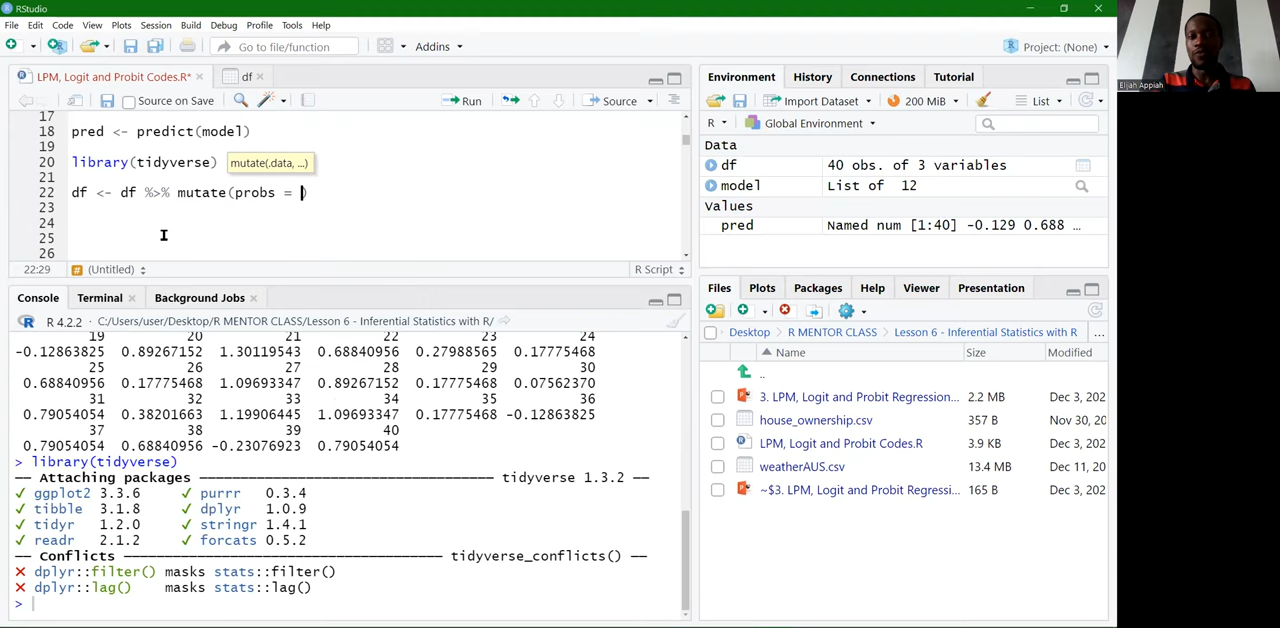 RStudio
File Edit Code View Plots Session Build Debug Profile Tools Help
Go to file/function Addins Project: (None)
LPM, Logit and Probit Codes.R* df
Source on Save Run Source
17
18 pred <- predict(model)
19
20 library(tidyverse) mutate(.data, ...)
21
22 df <- df %>% mutate(probs = )
23
24
25
26
22:29 (Untitled) R Script
Console Terminal Background Jobs
R 4.2.2 · C:/Users/user/Desktop/R MENTOR CLASS/Lesson 6 - Inferential Statistics with R/
19 20 21 22 23 24
-0.12863825 0.89267152 1.30119543 0.68840956 0.27988565 0.17775468
25 26 27 28 29 30
0.68840956 0.17775468 1.09693347 0.89267152 0.17775468 0.07562370
31 32 33 34 35 36
0.79054054 0.38201663 1.19906445 1.09693347 0.17775468 -0.12863825
37 38 39 40
0.79054054 0.68840956 -0.23076923 0.79054054
> library(tidyverse)
── Attaching packages ─────────────────────────────────────── tidyverse 1.3.2 ──
✓ ggplot2 3.3.6 ✓ purrr 0.3.4
✓ tibble 3.1.8 ✓ dplyr 1.0.9
✓ tidyr 1.2.0 ✓ stringr 1.4.1
✓ readr 2.1.2 ✓ forcats 0.5.2
── Conflicts ────────────────────────────────────────── tidyverse_conflicts() ──
✗ dplyr::filter() masks stats::filter()
✗ dplyr::lag() masks stats::lag()
>
Environment History Connections Tutorial
Import Dataset 200 MiB List
R Global Environment
Data
df 40 obs. of 3 variables
model List of 12
Values
pred Named num [1:40] -0.129 0.688 ...
Files Plots Packages Help Viewer Presentation
Desktop R MENTOR CLASS Lesson 6 - Inferential Statistics with R ...
Name Size Modified
..
3. LPM, Logit and Probit Regression... 2.2 MB Dec 3, 202
house_ownership.csv 357 B Nov 30, 20
LPM, Logit and Probit Codes.R 3.9 KB Dec 3, 202
weatherAUS.csv 13.4 MB Dec 11, 20
~$3. LPM, Logit and Probit Regressi... 165 B Dec 3, 202
Elijah Appiah